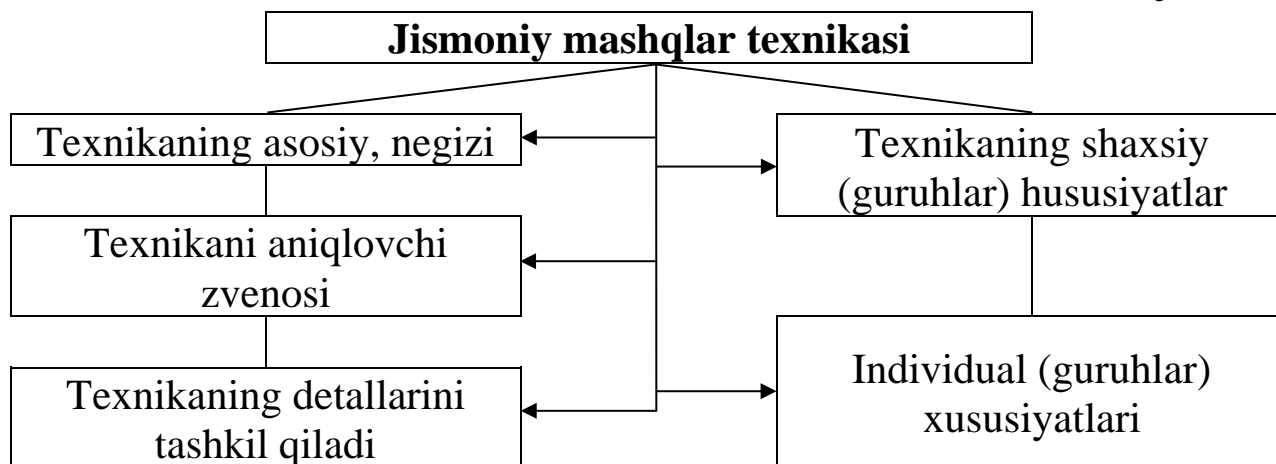 Jismoniy mashqlar texnikasi
Texnikaning asosiy, negizi
Texnikani aniqlovchi
zvenosi
Texnikaning detallarini
tashkil qiladi
Texnikaning shaxsiy
(guruhlar) hususiyatlar
Individual (guruhlar)
xususiyatlari